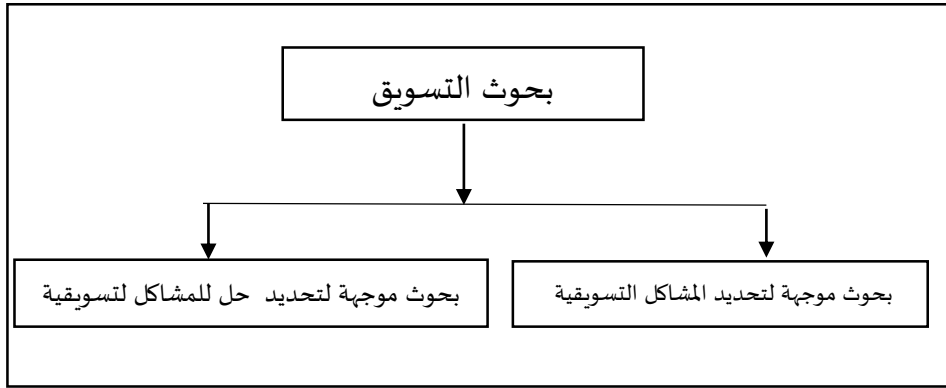 بحوث التسويق
بحوث موجهة لتحديد المشاكل التسويقية
بحوث موجهة لتحديد حل للمشاكل لتسويقية